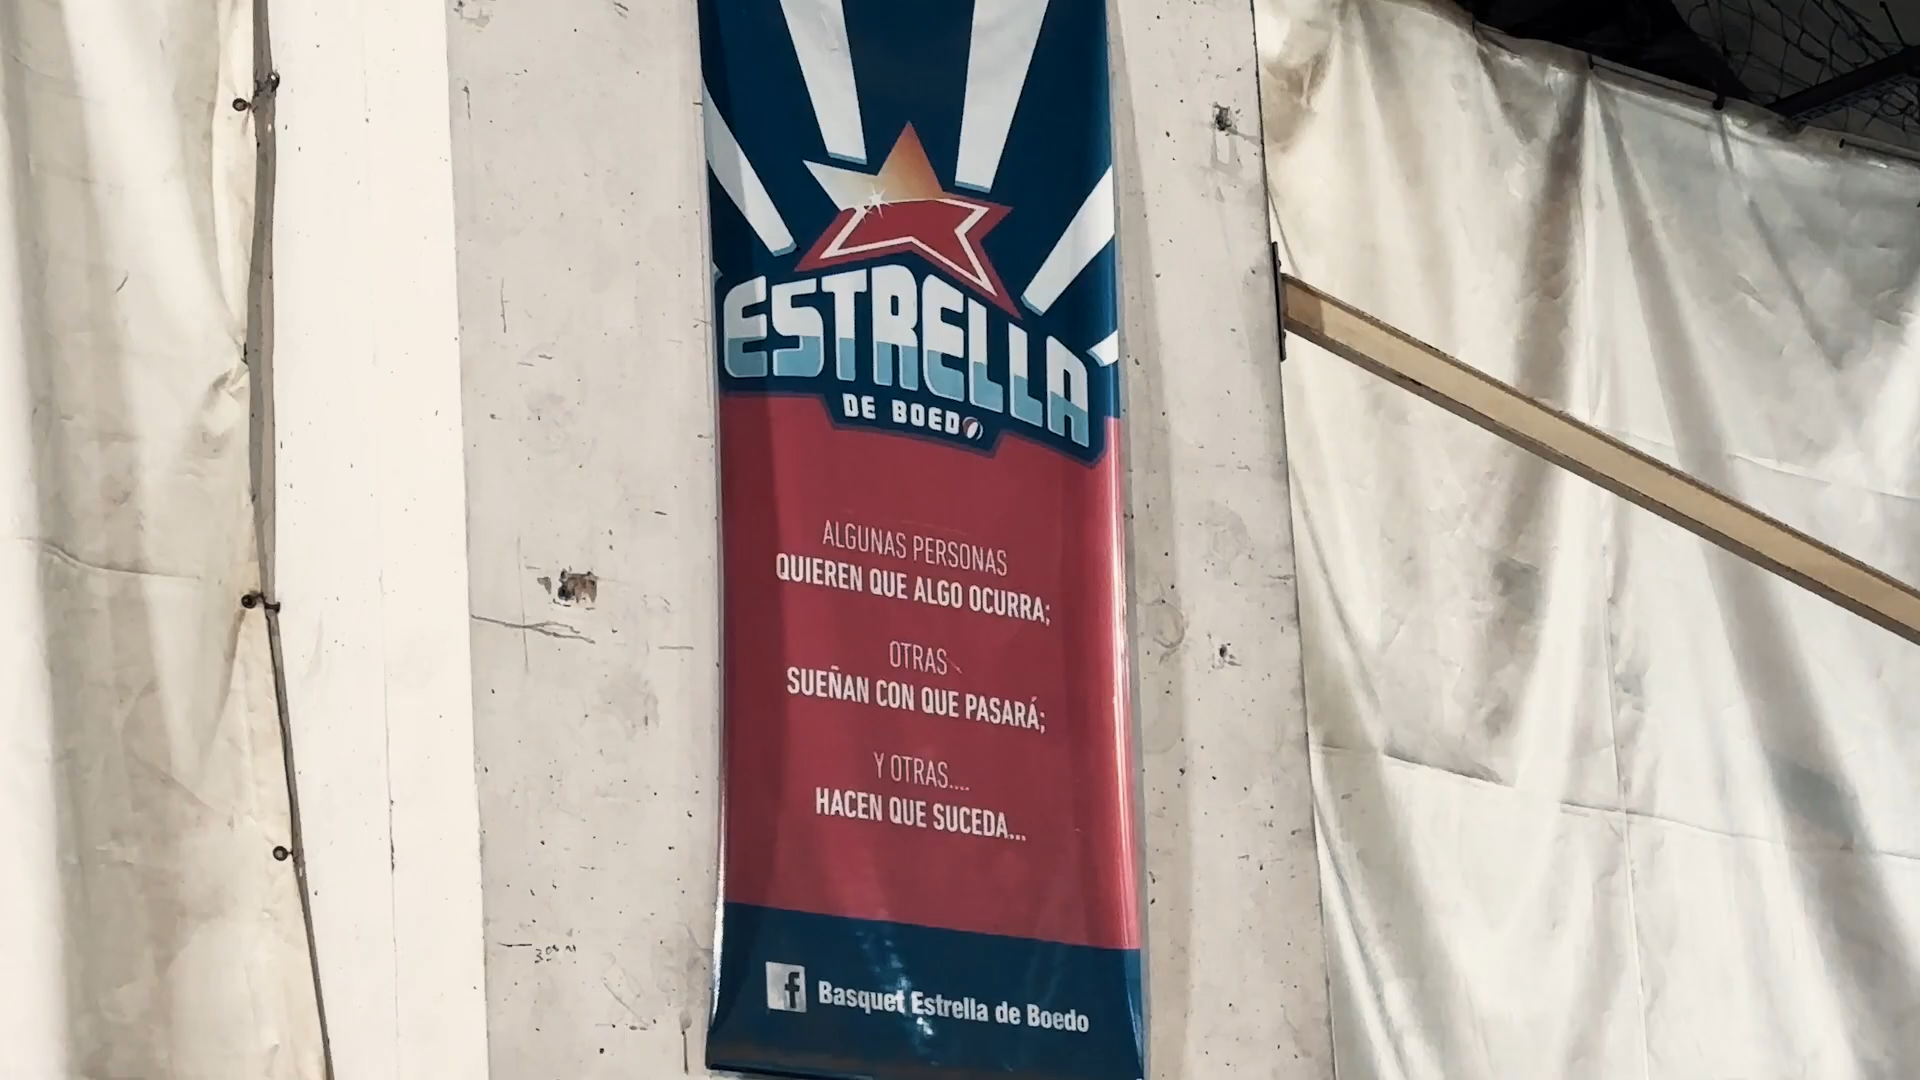 ESTRELLA
DE BOEDO
ALGUNAS PERSONAS
QUIEREN QUE ALGO OCURRA;
OTRAS
SUEÑAN CON QUE PASARÁ;
Y OTRAS....
HACEN QUE SUCEDA...
f Basquet Estrella de Boedo